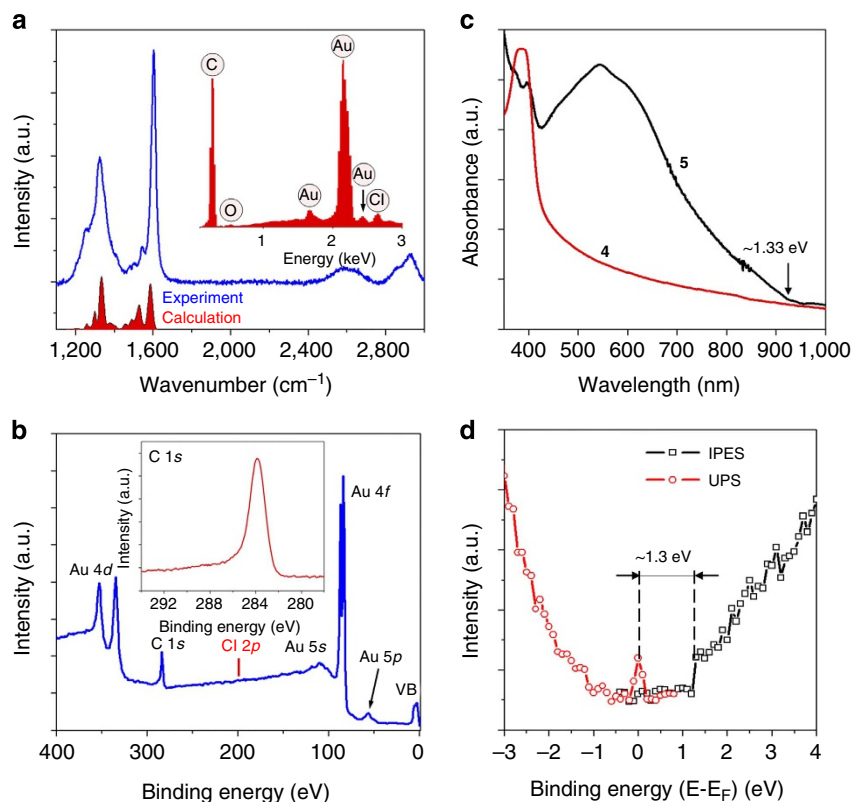 a
Intensity (a.u.)
C
O
Au
Au
Au
Cl
1 2 3
Energy (keV)
Experiment
Calculation
1,200 1,600 2,000 2,400 2,800
Wavenumber (cm⁻¹)
c
Absorbance (a.u.)
5
4
~1.33 eV
400 500 600 700 800 900 1,000
Wavelength (nm)
b
Intensity (a.u.)
C 1s
Intensity (a.u.)
292 288 284 280
Binding energy (eV)
Au 4d
C 1s
Cl 2p
Au 5s
Au 4f
Au 5p
VB
400 300 200 100 0
Binding energy (eV)
d
Intensity (a.u.)
IPES
UPS
~1.3 eV
−3 −2 −1 0 1 2 3 4
Binding energy (E-E_F) (eV)